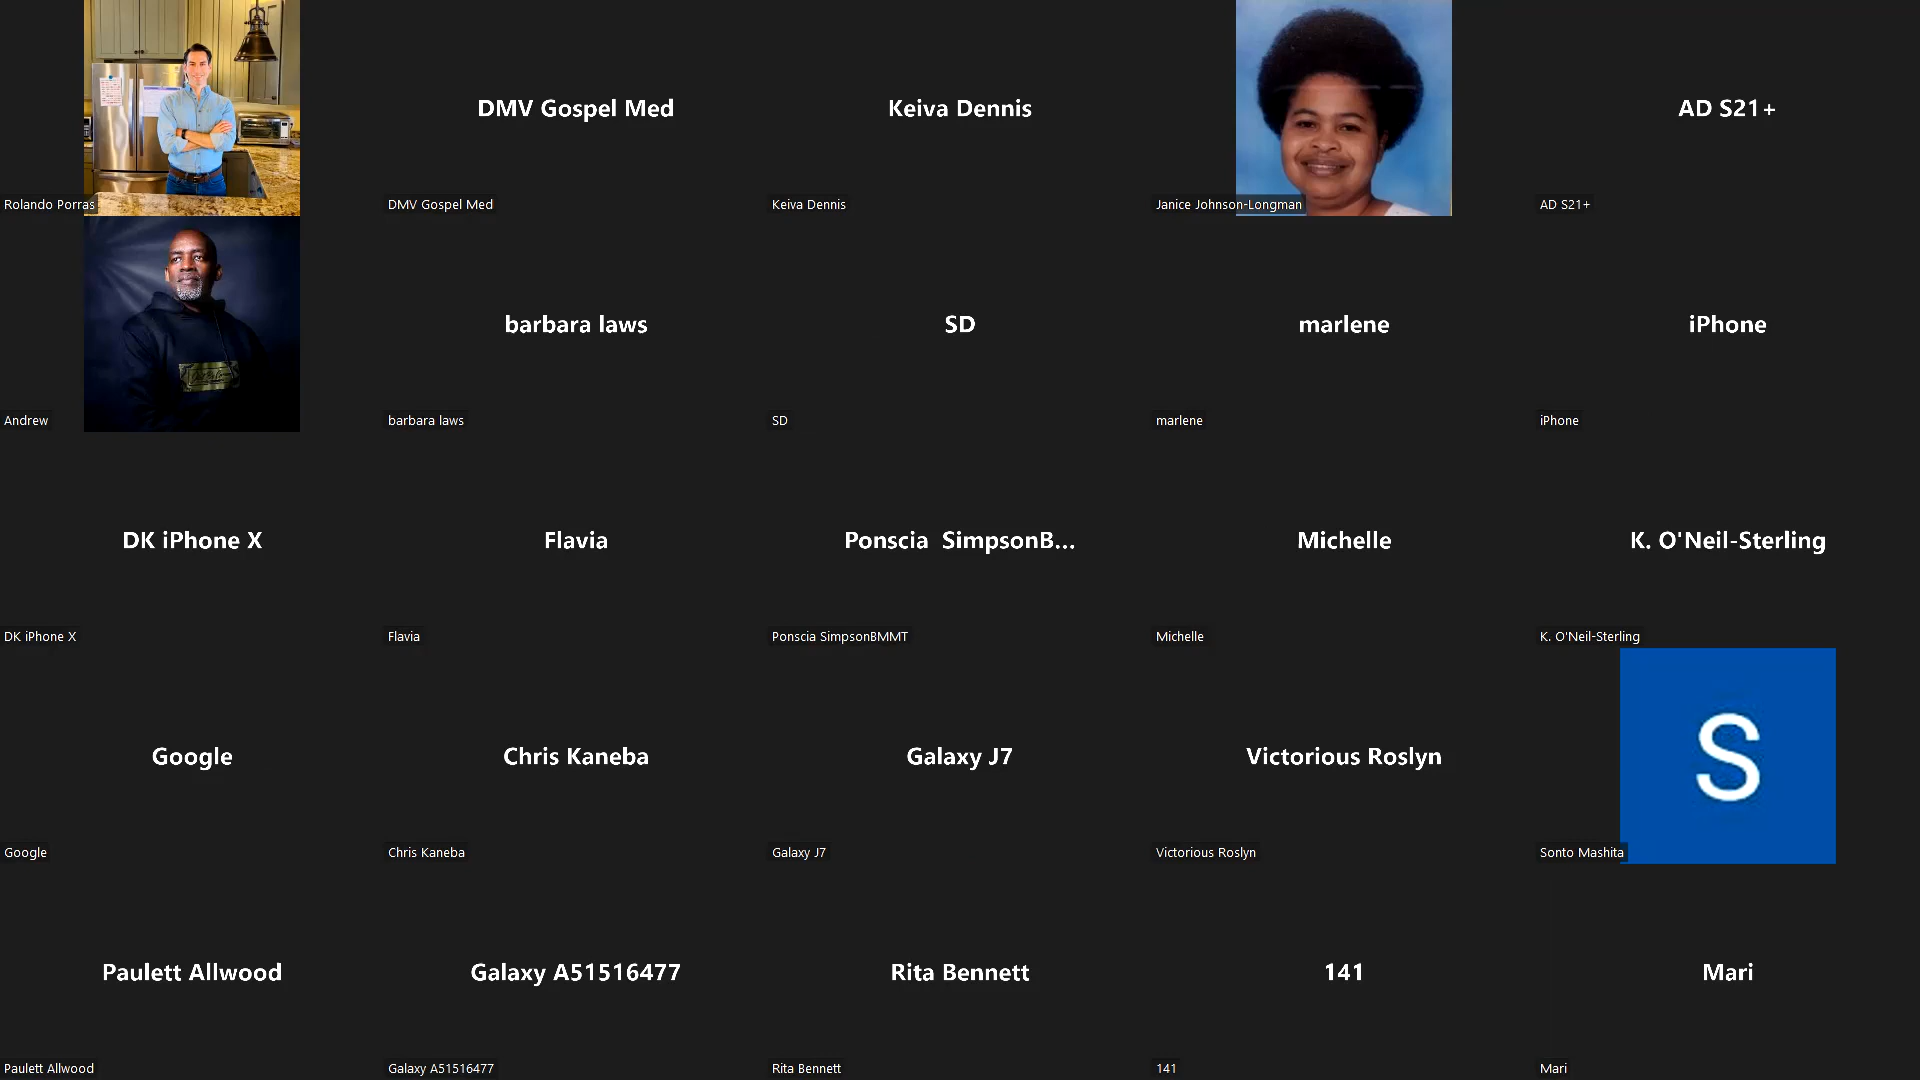 DMV Gospel Med
Keiva Dennis
AD S21+
Rolando Porras
DMV Gospel Med
Keiva Dennis
Janice Johnson-Longman
AD S21+
barbara laws
SD
marlene
iPhone
Andrew
barbara laws
SD
marlene
iPhone
DK iPhone X
Flavia
Ponscia  SimpsonB...
Michelle
K. O'Neil-Sterling
DK iPhone X
Flavia
Ponscia SimpsonBMMT
Michelle
K. O'Neil-Sterling
Google
Chris Kaneba
Galaxy J7
Victorious Roslyn
S
Google
Chris Kaneba
Galaxy J7
Victorious Roslyn
Sonto Mashita
Paulett Allwood
Galaxy A51516477
Rita Bennett
141
Mari
Paulett Allwood
Galaxy A51516477
Rita Bennett
141
Mari